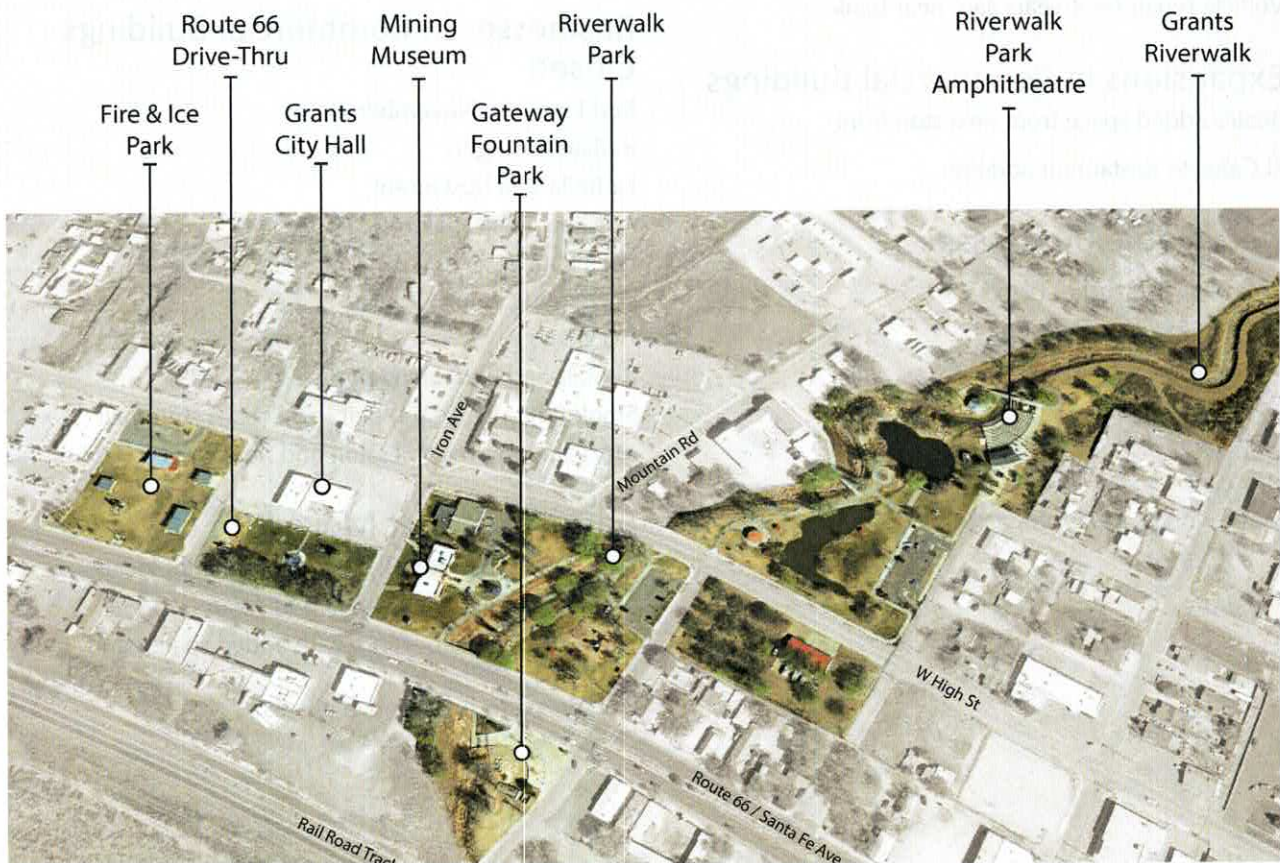 Route 66
Drive-Thru
Mining
Museum
Riverwalk
Park
Riverwalk
Park
Amphitheatre
Grants
Riverwalk
Fire & Ice
Park
Grants
City Hall
Gateway
Fountain
Park
Iron Ave
Mountain Rd
W High St
Route 66 / Santa Fe Ave
Rail Road